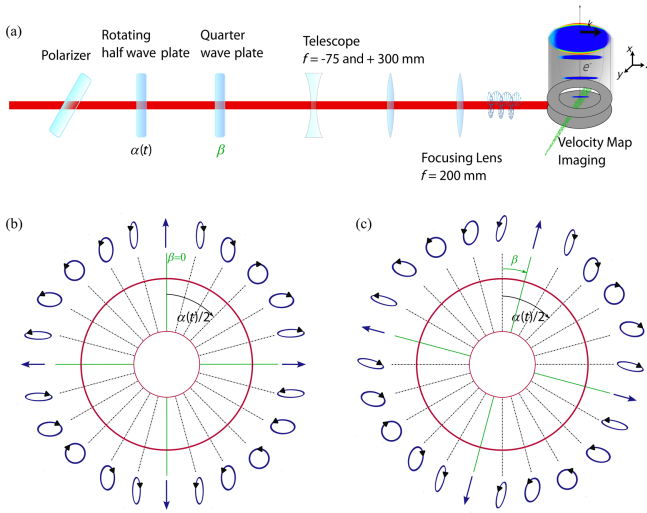 (a)
Polarizer
Rotating
half wave plate
Quarter
wave plate
Telescope
f = -75 and + 300 mm
α(t)
β
Focusing Lens
f = 200 mm
k
e⁻
x
y
Velocity Map
Imaging
(b)
β=0
α(t)/2
(c)
β
α(t)/2